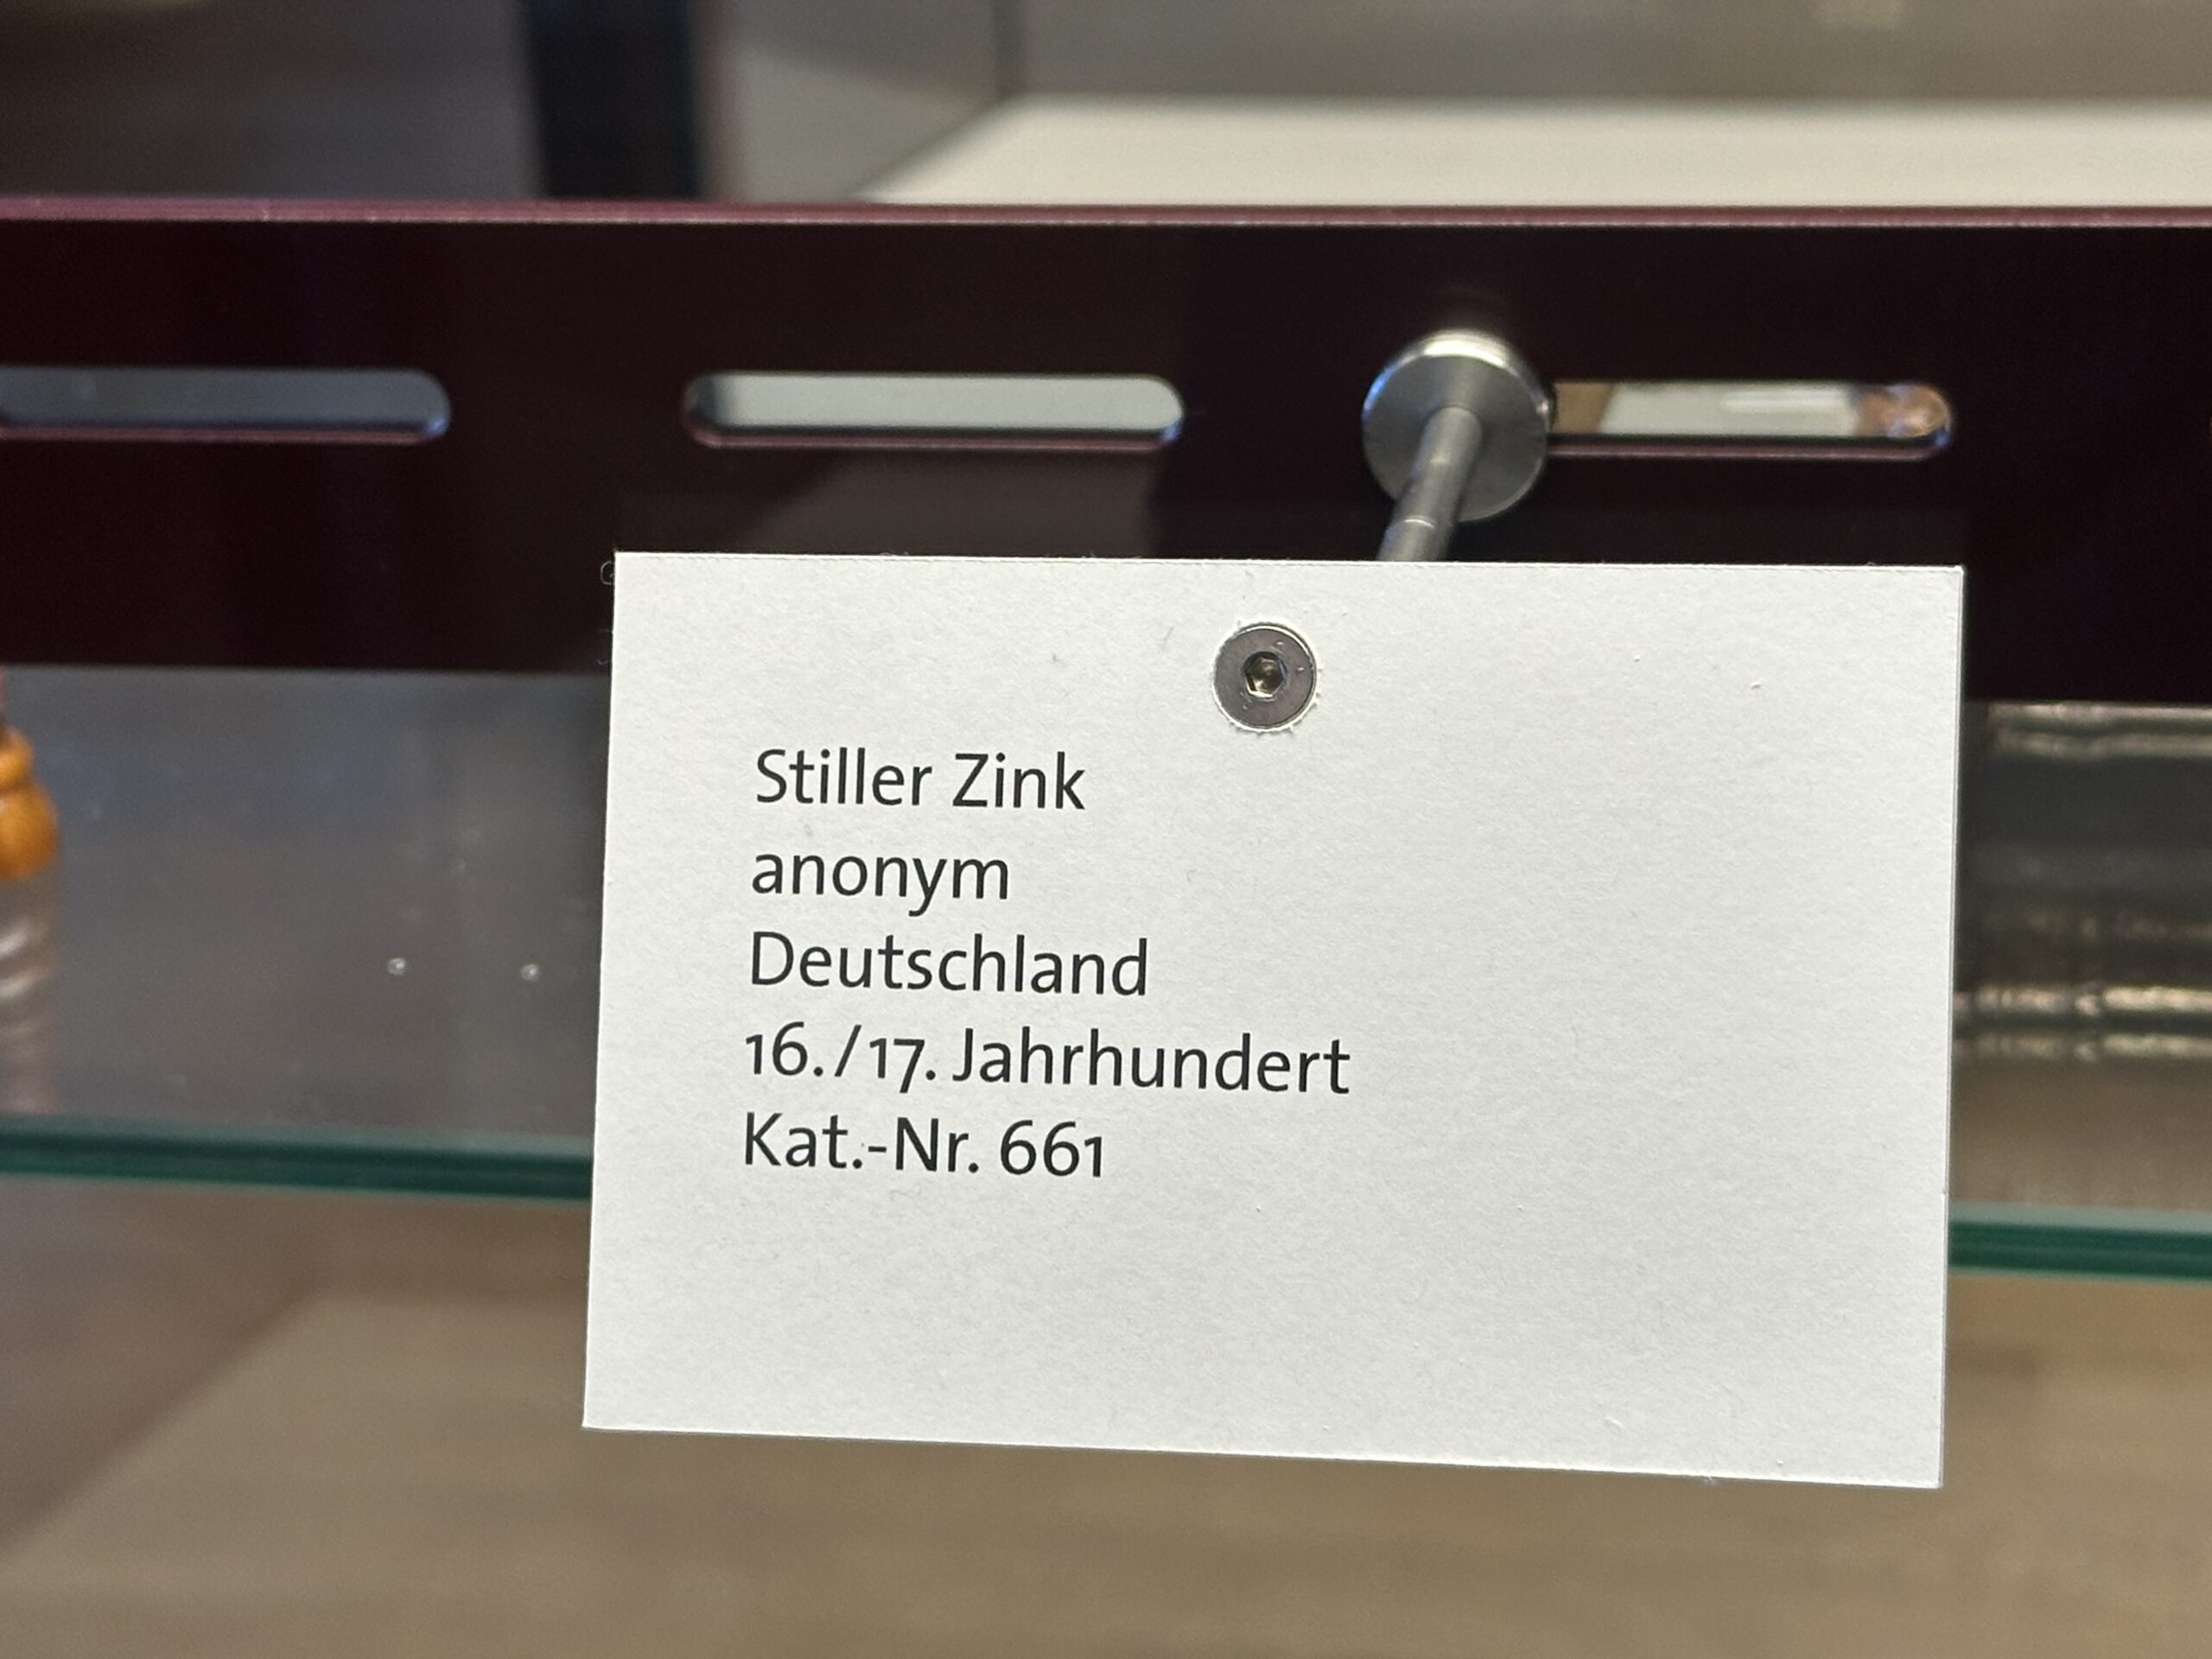 Stiller Zink
anonym
Deutschland
16./17. Jahrhundert
Kat.-Nr. 661